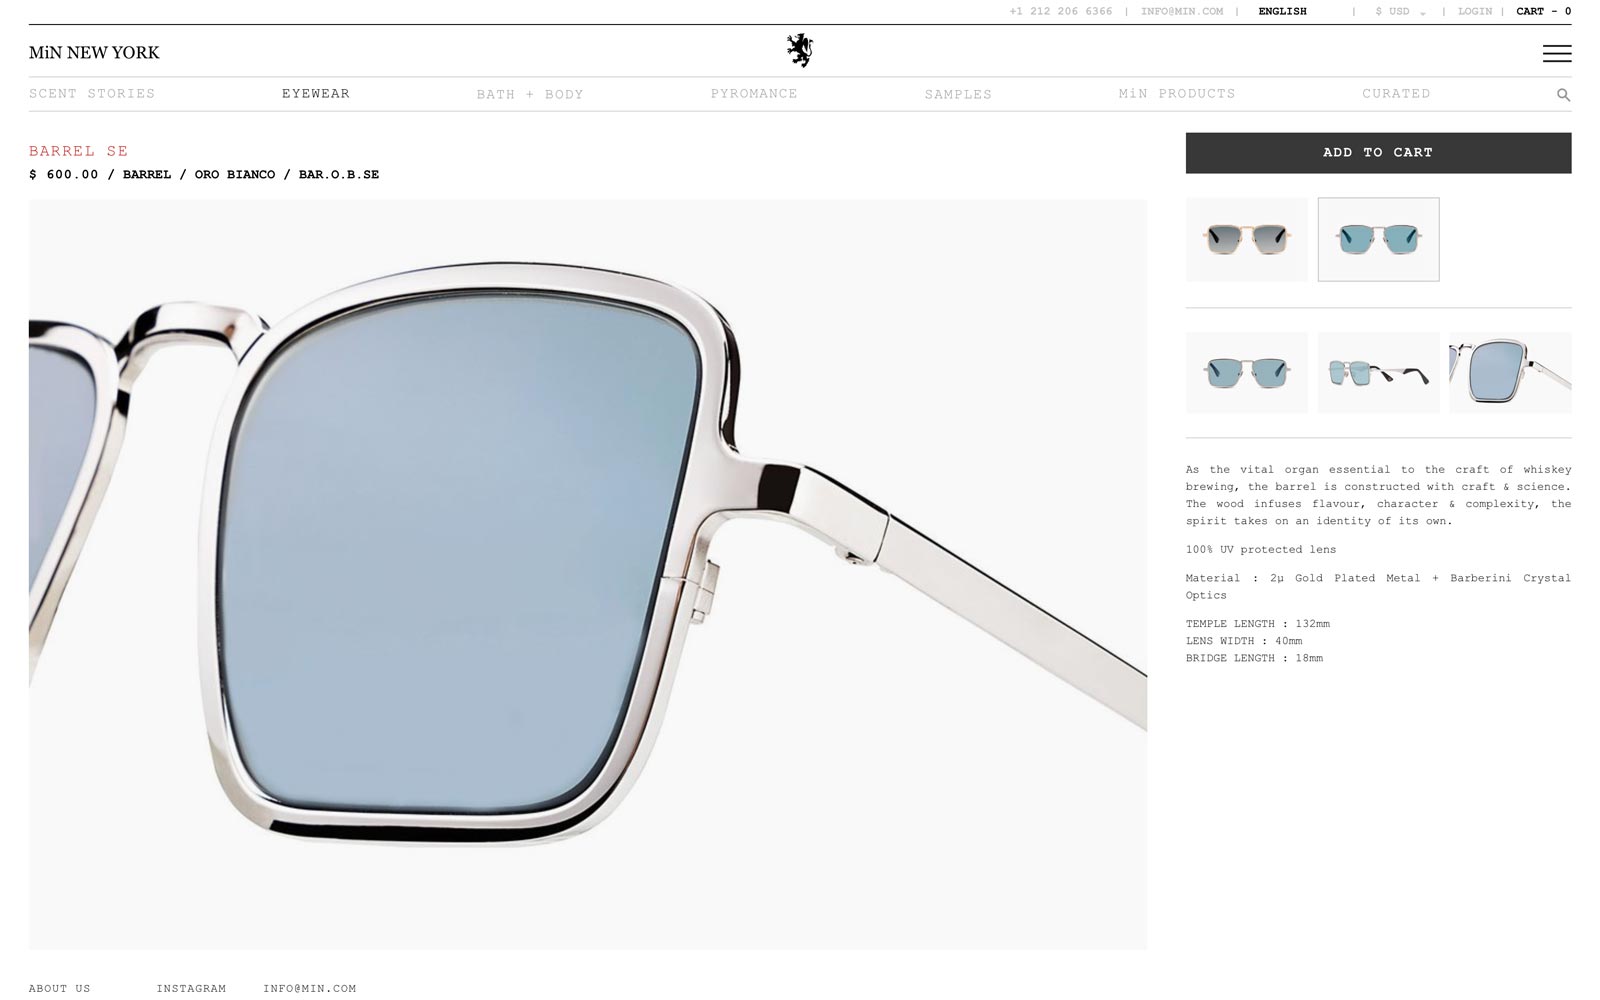 +1 212 206 6366 | INFO@MIN.COM | ENGLISH | $ USD | LOGIN | CART - 0
MiN NEW YORK
SCENT STORIES EYEWEAR BATH + BODY PYROMANCE SAMPLES MiN PRODUCTS CURATED
BARREL SE
$ 600.00 / BARREL / ORO BIANCO / BAR.O.B.SE
ADD TO CART
As the vital organ essential to the craft of whiskey
brewing, the barrel is constructed with craft & science.
The wood infuses flavour, character & complexity, the
spirit takes on an identity of its own.
100% UV protected lens
Material : 2µ Gold Plated Metal + Barberini Crystal
Optics
TEMPLE LENGTH : 132mm
LENS WIDTH : 40mm
BRIDGE LENGTH : 18mm
ABOUT US INSTAGRAM INFO@MIN.COM